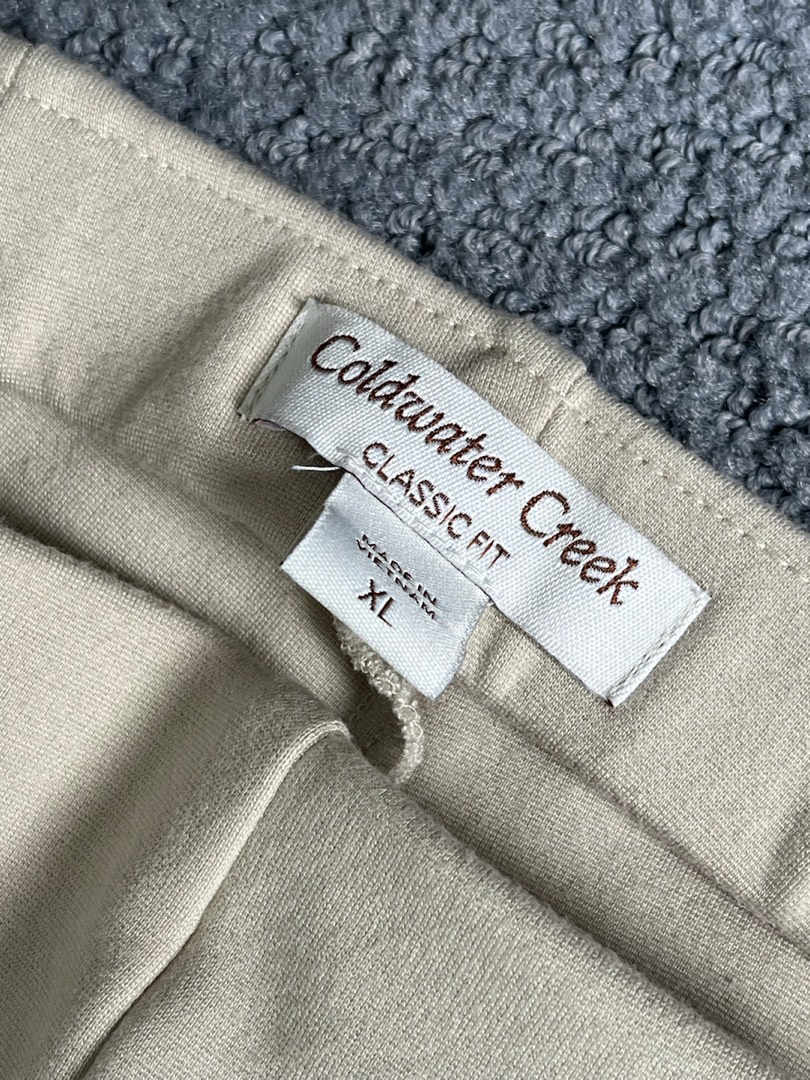 Coldwater Creek
CLASSIC FIT
MADE IN
VIETNAM
XL